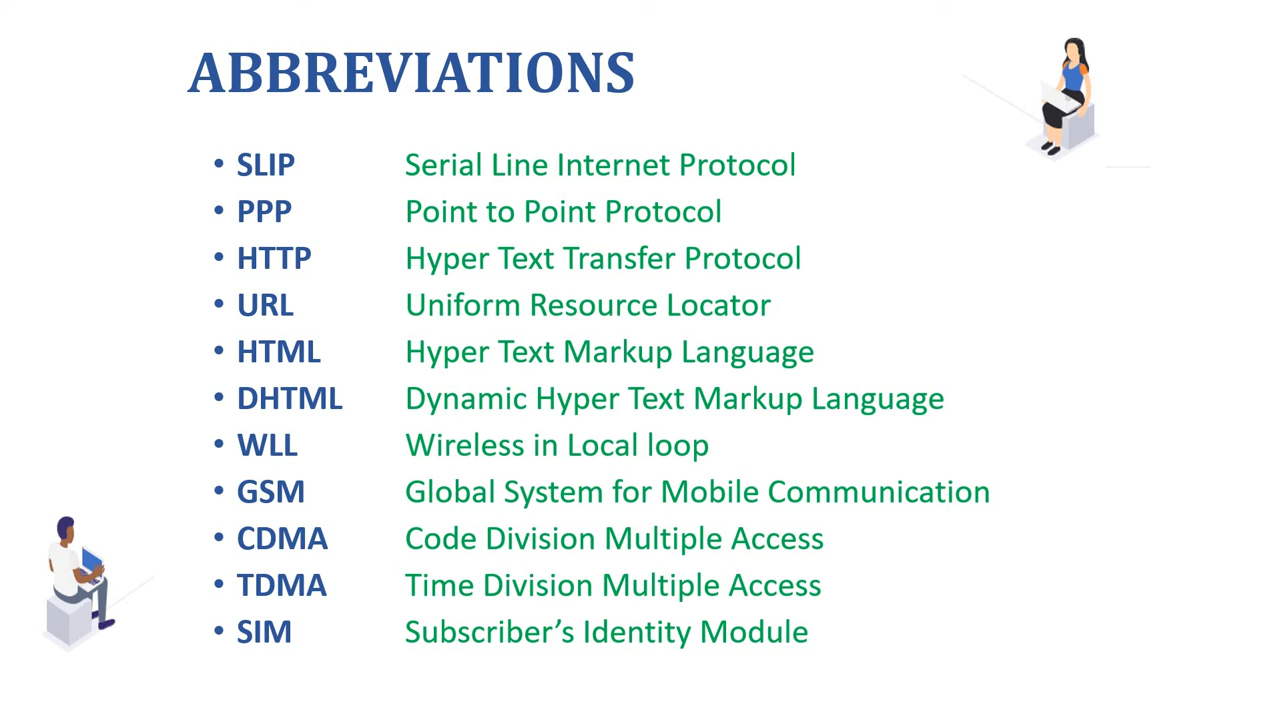 ABBREVIATIONS
• SLIP Serial Line Internet Protocol
• PPP Point to Point Protocol
• HTTP Hyper Text Transfer Protocol
• URL Uniform Resource Locator
• HTML Hyper Text Markup Language
• DHTML Dynamic Hyper Text Markup Language
• WLL Wireless in Local loop
• GSM Global System for Mobile Communication
• CDMA Code Division Multiple Access
• TDMA Time Division Multiple Access
• SIM Subscriber’s Identity Module